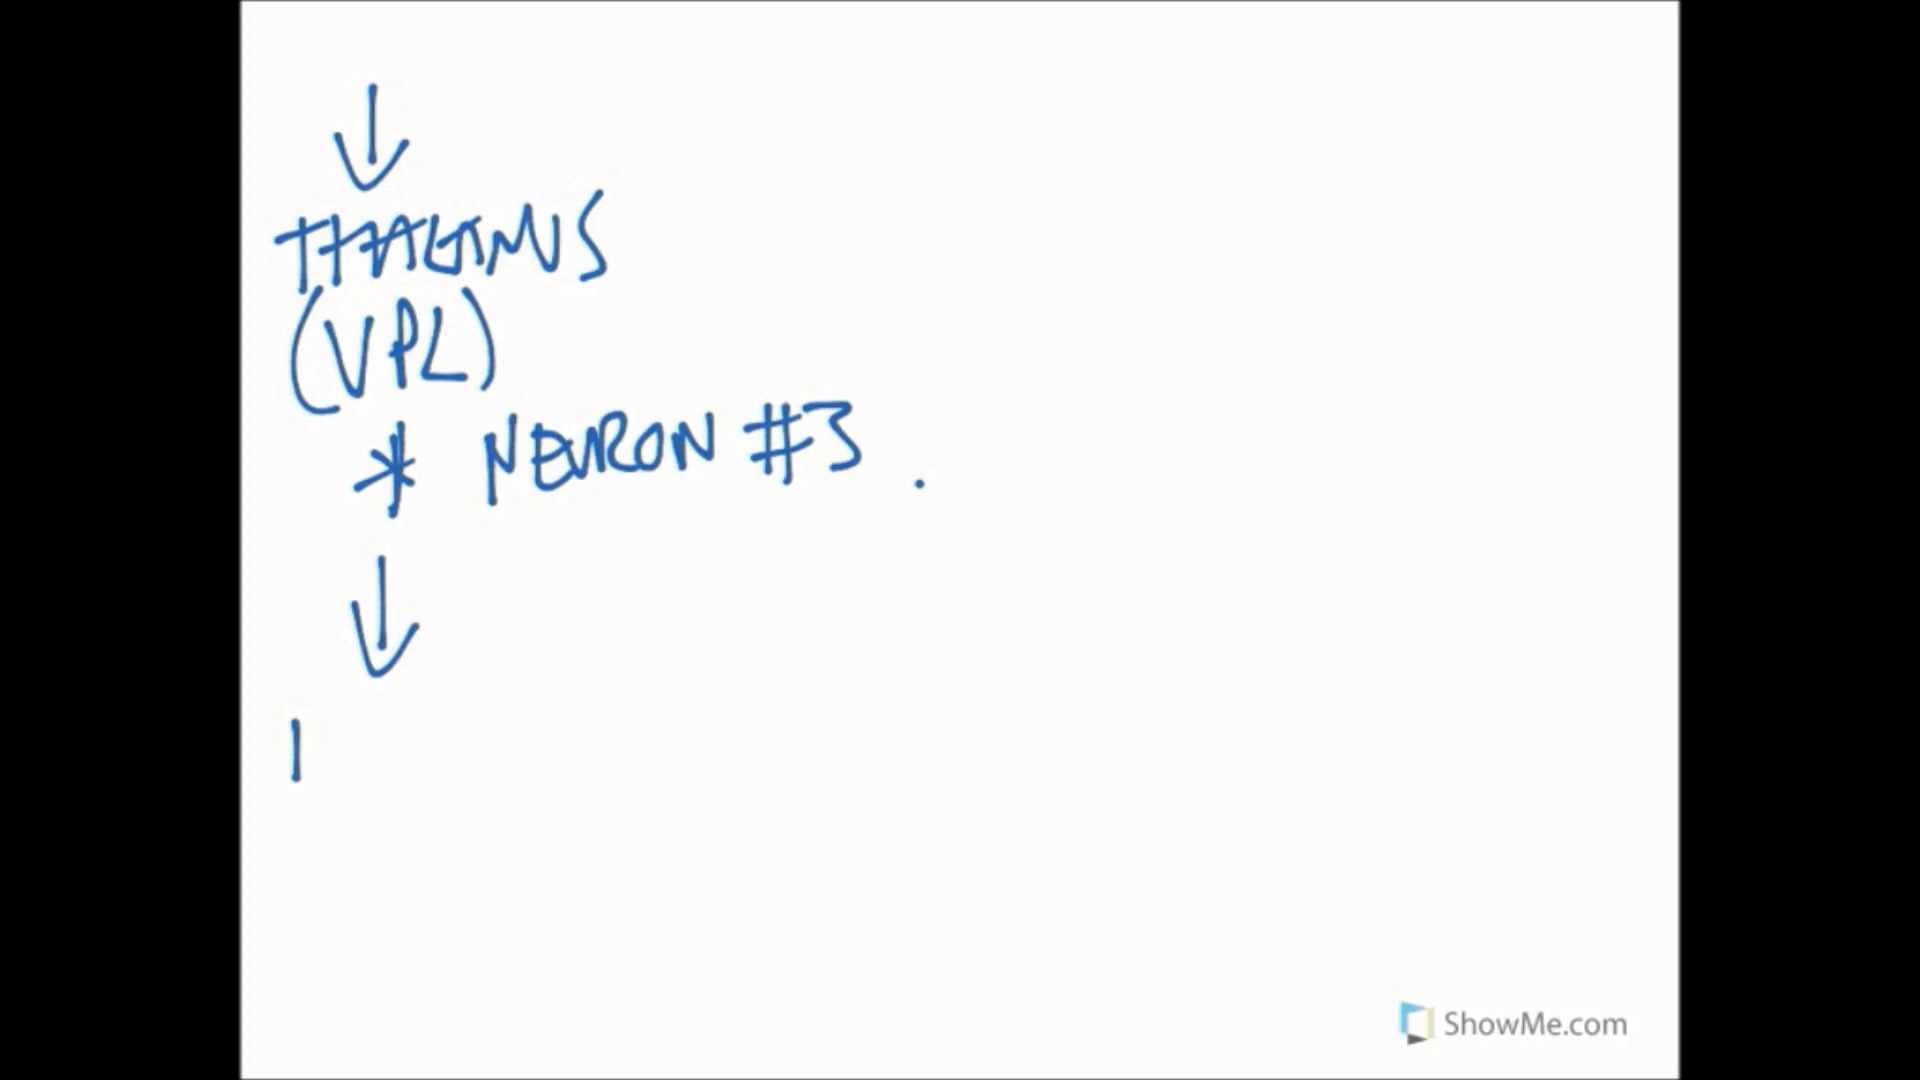 ↓
THALAMUS
(VPL)
* NEURON #3 .
↓
I
ShowMe.com